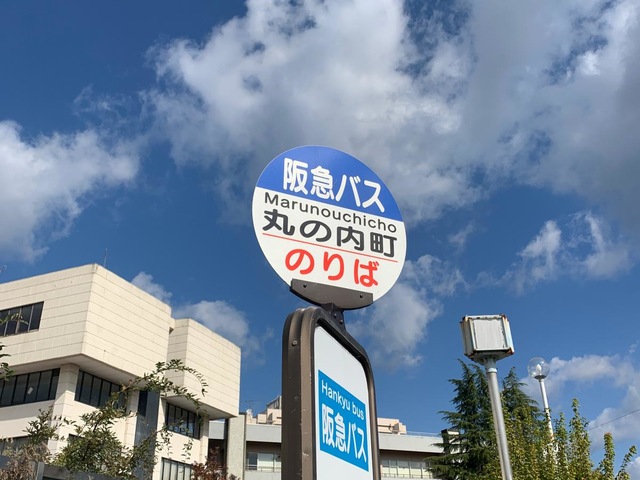 阪急バス
Marunouchicho
丸の内町
のりば
Hankyu bus
阪急バス